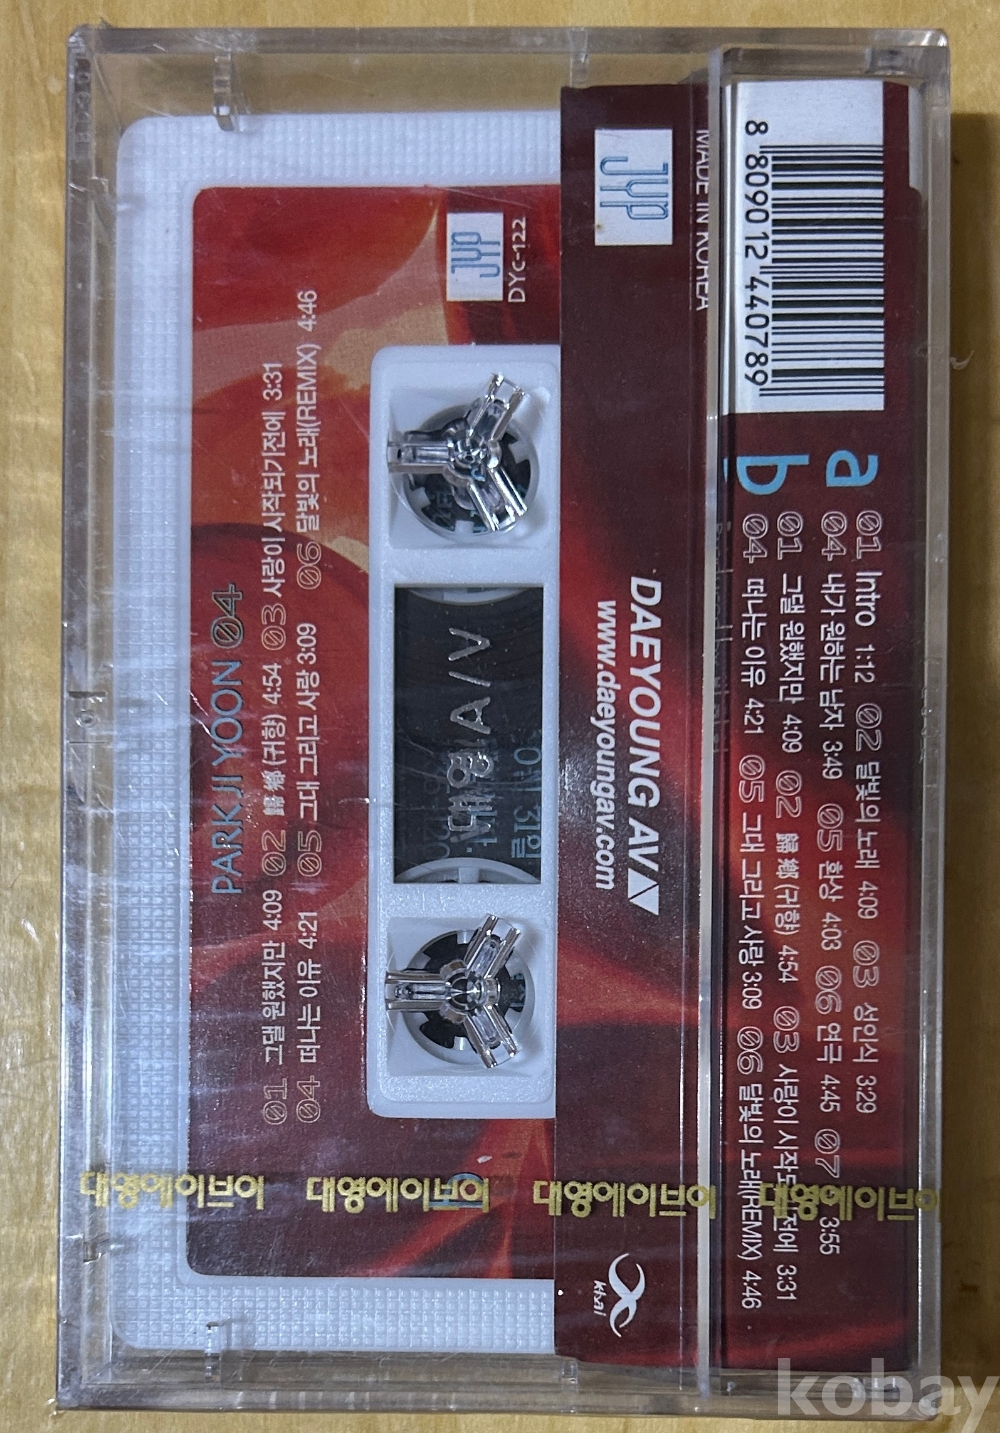 PARK JI YOON 04
01 그댈 원했지만 4:09 02 歸鄕 (귀향) 4:54 03 사랑이 시작되기전에 3:31
04 떠나는 이유 4:21 05 그대 그리고 사랑 3:09 06 달빛의 노래(REMIX) 4:46
JYP
DYC-122
대영 A/V
JYP
MADE IN KOREA
DAEYOUNG AV
www.daeyoungav.com
8 809012 440789
a
01 Intro 1:12 02 달빛의 노래 4:09 03 성인식 3:29
04 내가 원하는 남자 3:49 05 환상 4:03 06 연극 4:45 07 3:55
b
01 그댈 원했지만 4:09 02 歸鄕 (귀향) 4:54 03 사랑이 시작되기전에 3:31
04 떠나는 이유 4:21 05 그대 그리고 사랑 3:09 06 달빛의 노래(REMIX) 4:46
대영에이브이 대영에이브이 대영에이브이 대영에이브이
kobay